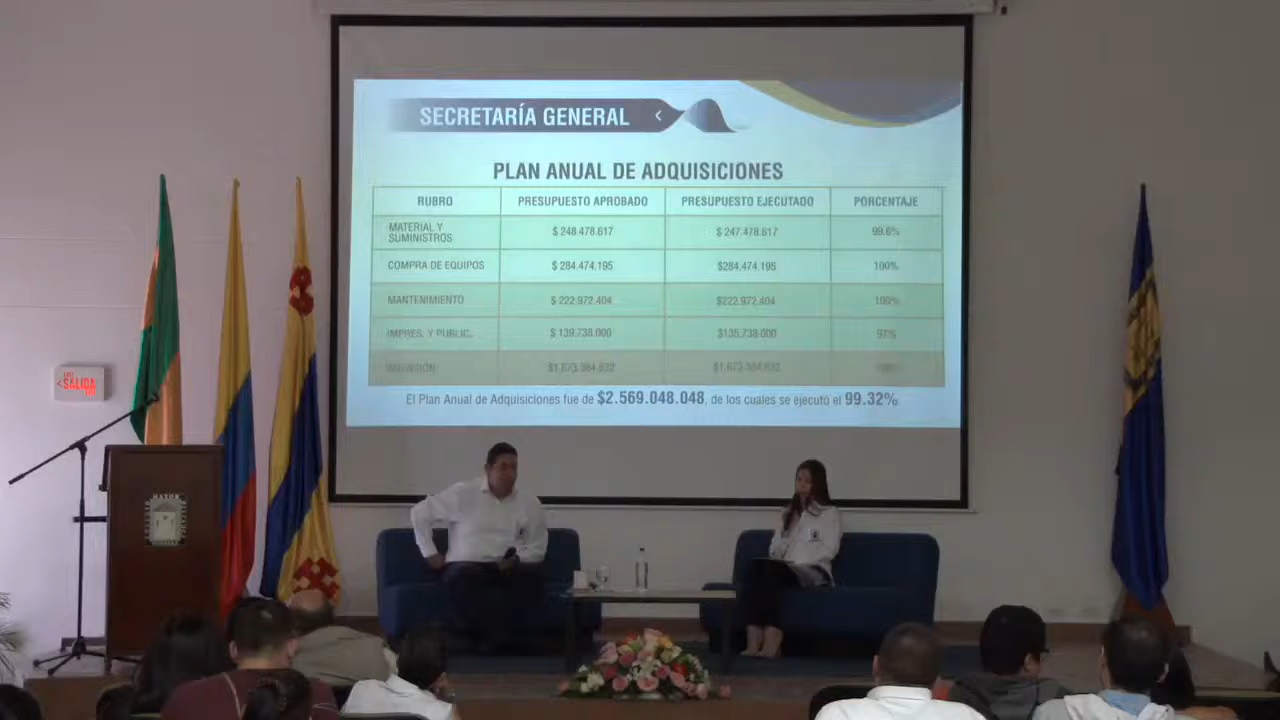 SECRETARÍA GENERAL
PLAN ANUAL DE ADQUISICIONES
RUBRO PRESUPUESTO APROBADO PRESUPUESTO EJECUTADO PORCENTAJE
MATERIAL Y SUMINISTROS $ 248.478.617 $ 247.478.617 99.6%
COMPRA DE EQUIPOS $ 284.474.195 $284.474.195 100%
MANTENIMIENTO $ 222.972.404 $222.972.404 100%
IMPRES. Y PUBLIC. $ 139.738.000 $135.738.000 97%
El Plan Anual de Adquisiciones fue de $2.569.048.048, de los cuales se ejecutó el 99.32%
SALIDA